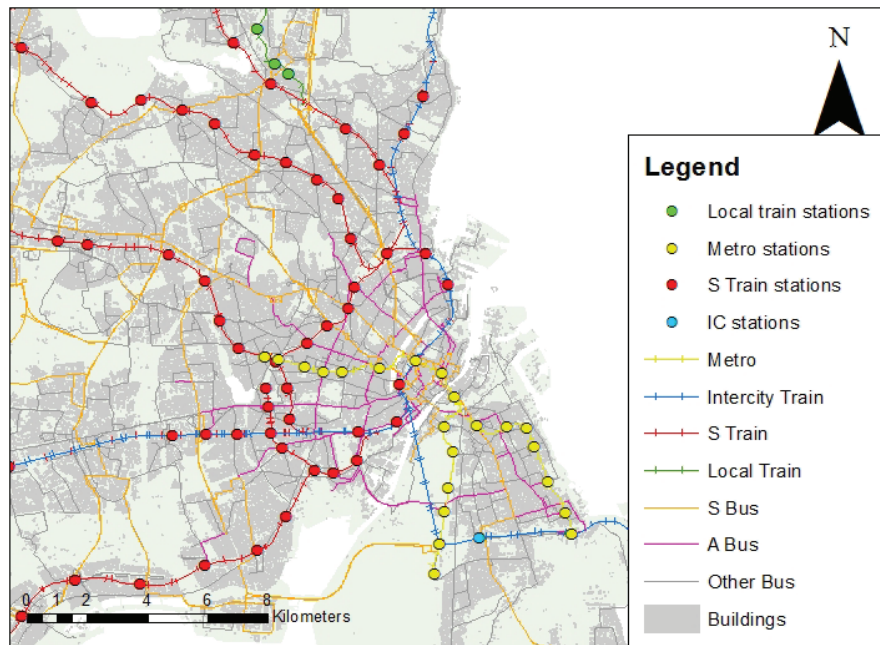 N
Legend
Local train stations
Metro stations
S Train stations
IC stations
Metro
Intercity Train
S Train
Local Train
S Bus
A Bus
Other Bus
Buildings
0 1 2 4 6 8
Kilometers